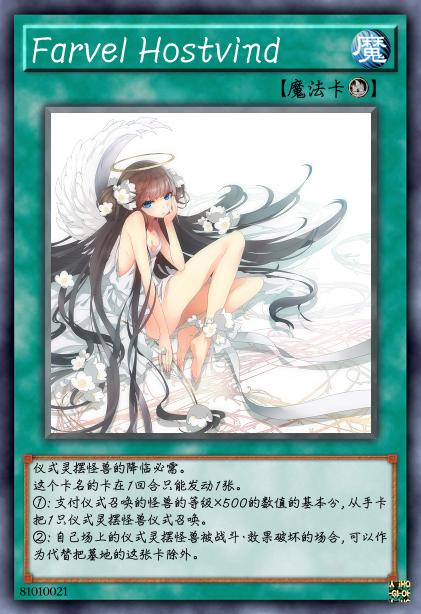 Farvel Hostvind
魔
【魔法卡】
仪式灵摆怪兽的降临必需。
这个卡名的卡在1回合只能发动1张。
①：支付仪式召唤的怪兽的等级×500的数值的基本分，从手卡
把1只仪式灵摆怪兽仪式召唤。
②：自己场上的仪式灵摆怪兽被战斗·效果破坏的场合，可以作
为代替把墓地的这张卡除外。
81010021